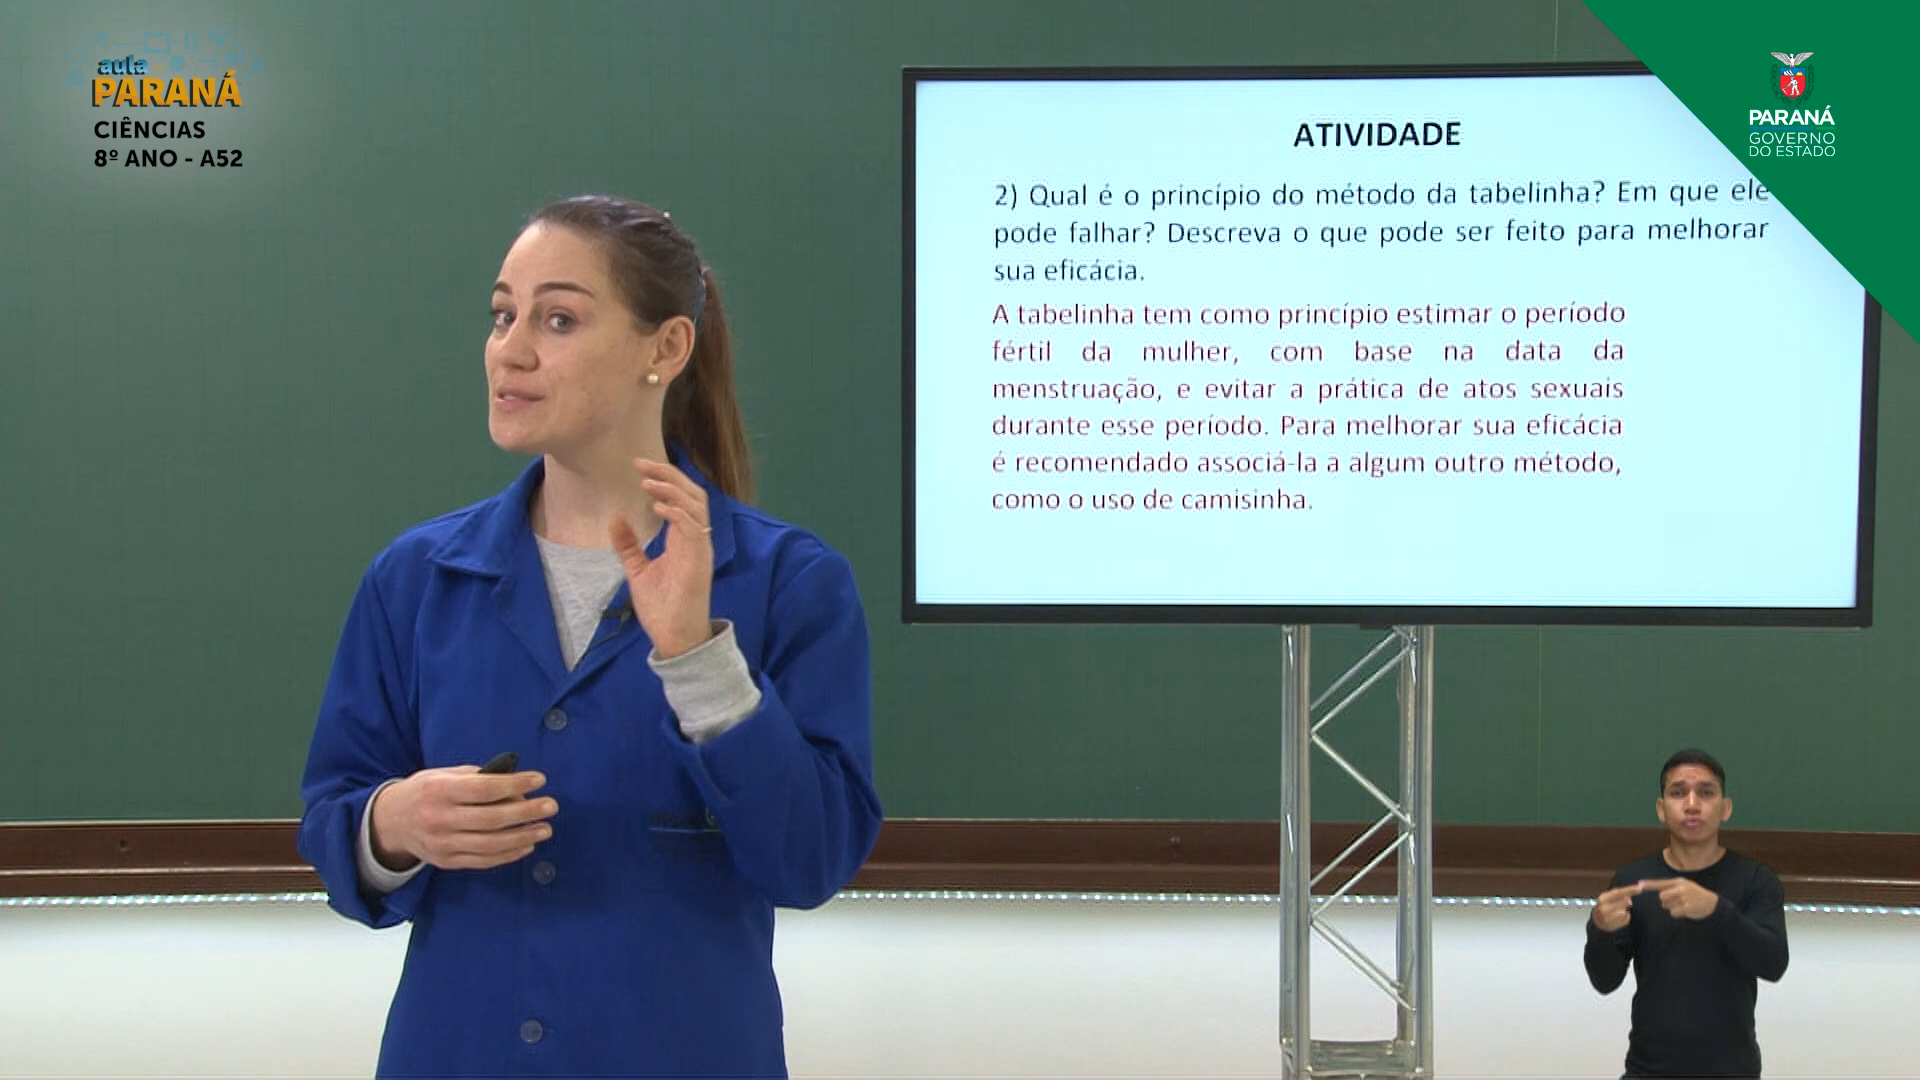 aula
PARANÁ
CIÊNCIAS
8º ANO - A52
PARANÁ
GOVERNO
DO ESTADO
ATIVIDADE
2) Qual é o princípio do método da tabelinha? Em que ele
pode falhar? Descreva o que pode ser feito para melhorar
sua eficácia.
A tabelinha tem como princípio estimar o período
fértil da mulher, com base na data da
menstruação, e evitar a prática de atos sexuais
durante esse período. Para melhorar sua eficácia
é recomendado associá-la a algum outro método,
como o uso de camisinha.